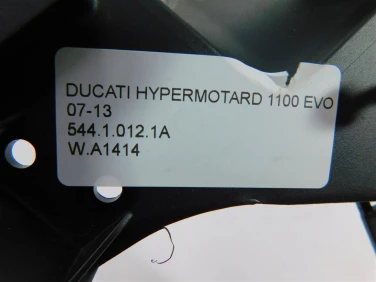 DUCATI HYPERMOTARD 1100 EVO
07-13
544.1.012.1A
W.A1414